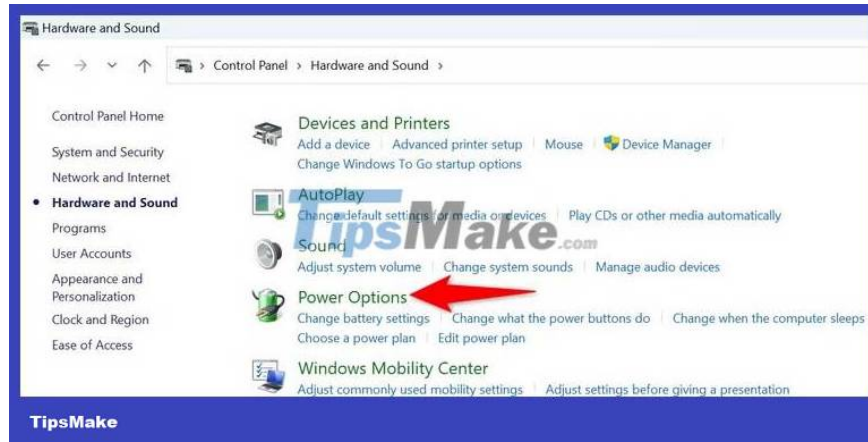 Hardware and Sound
Control Panel > Hardware and Sound >
Control Panel Home
System and Security
Network and Internet
Hardware and Sound
Programs
User Accounts
Appearance and
Personalization
Clock and Region
Ease of Access
Devices and Printers
Add a device Advanced printer setup Mouse Device Manager
Change Windows To Go startup options
AutoPlay
Change default settings for media or devices Play CDs or other media automatically
TipsMake.com
Sound
Adjust system volume Change system sounds Manage audio devices
Power Options
Change battery settings Change what the power buttons do Change when the computer sleeps
Choose a power plan Edit power plan
Windows Mobility Center
Adjust commonly used mobility settings Adjust settings before giving a presentation
TipsMake